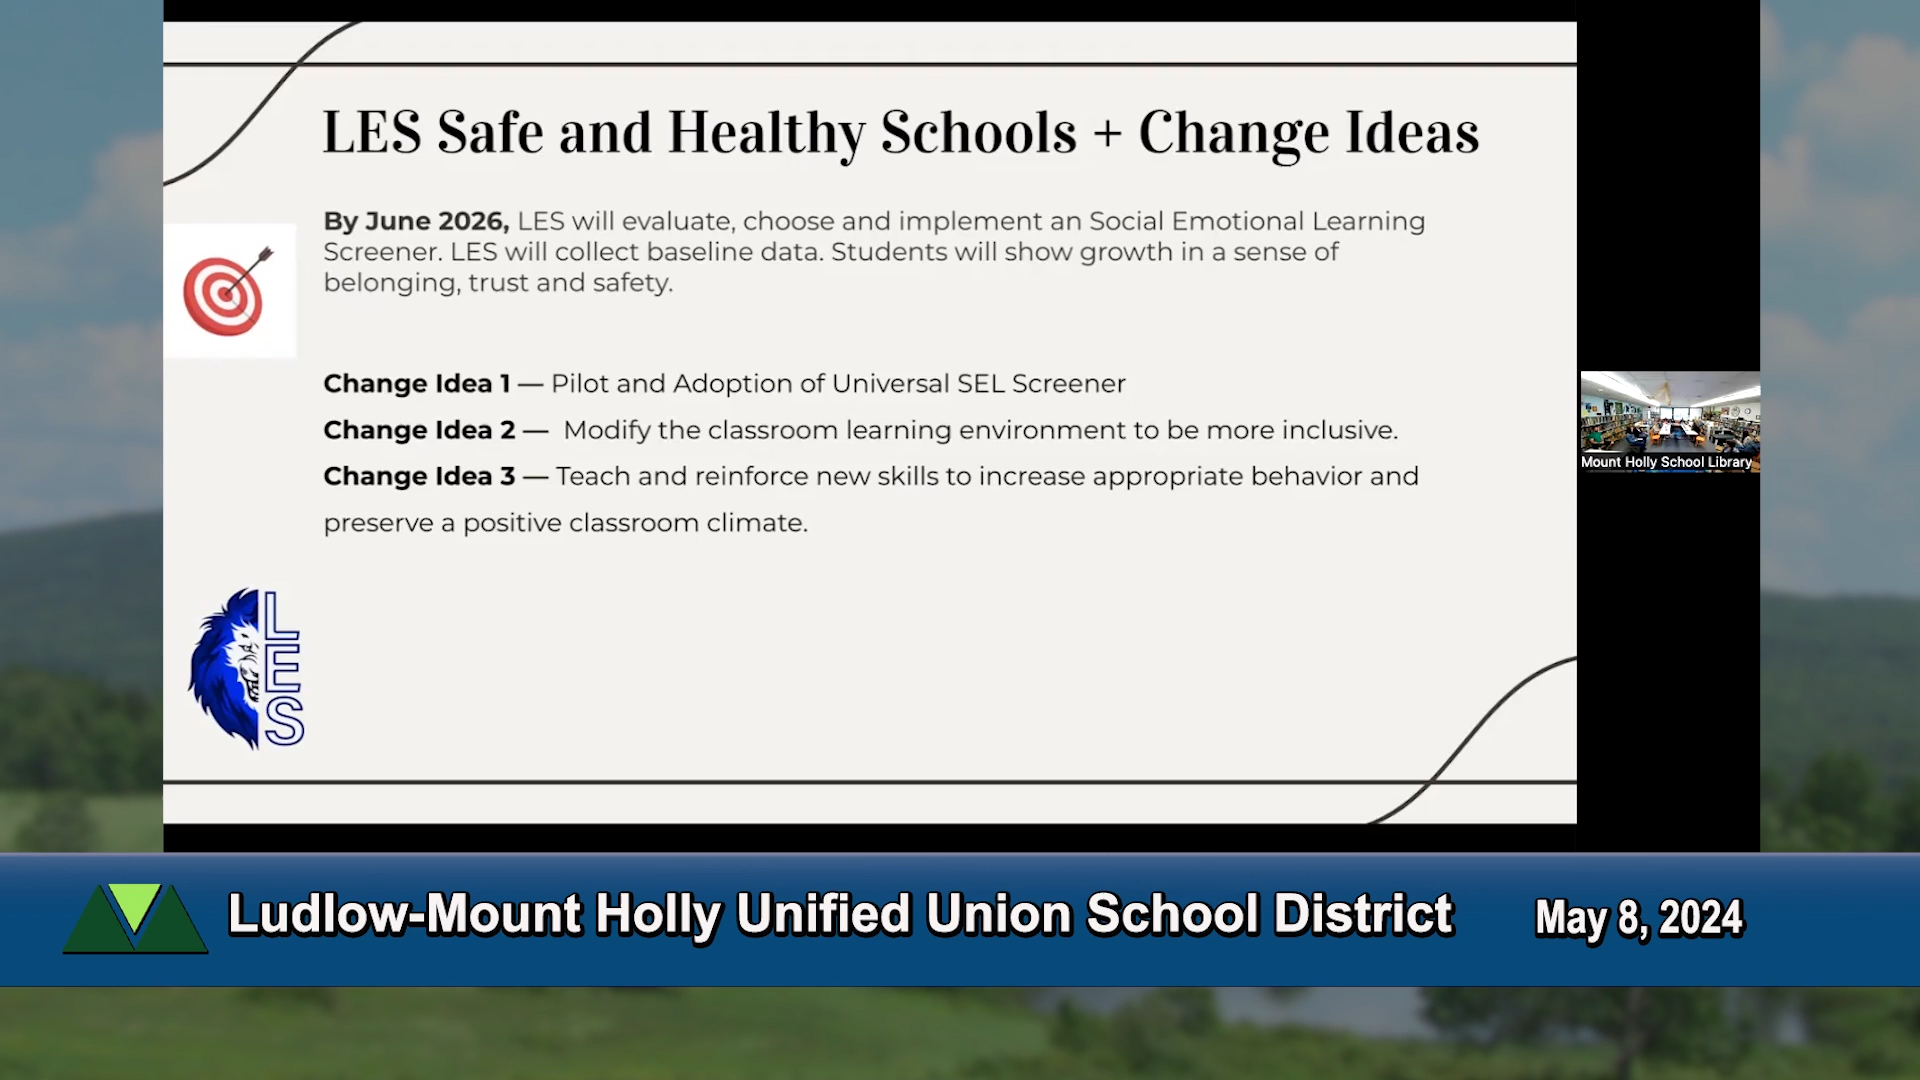 LES Safe and Healthy Schools + Change Ideas
By June 2026, LES will evaluate, choose and implement an Social Emotional Learning
Screener. LES will collect baseline data. Students will show growth in a sense of
belonging, trust and safety.
Change Idea 1 — Pilot and Adoption of Universal SEL Screener
Change Idea 2 — Modify the classroom learning environment to be more inclusive.
Change Idea 3 — Teach and reinforce new skills to increase appropriate behavior and
preserve a positive classroom climate.
LES
Mount Holly School Library
Ludlow-Mount Holly Unified Union School District
May 8, 2024